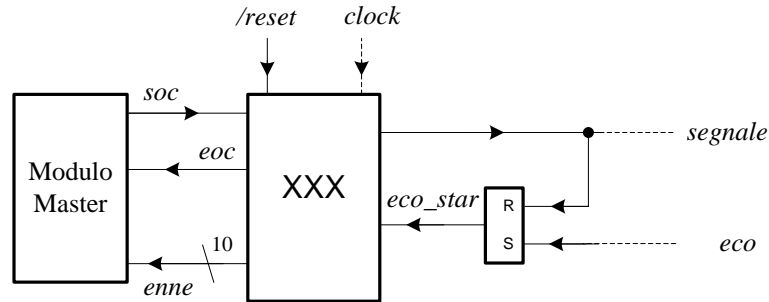 /reset
clock
soc
segnale
Modulo
Master
eoc
XXX
eco_star
R
S
eco
10
enne